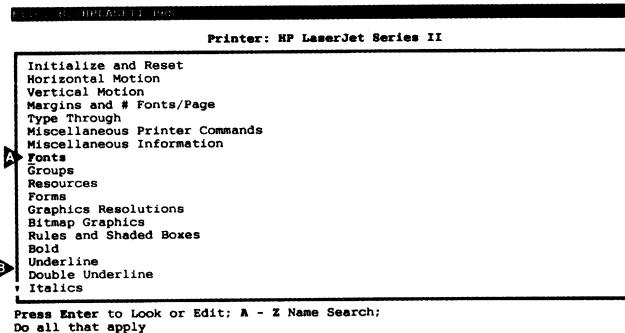 Printer: HP LaserJet Series II
Initialize and Reset
Horizontal Motion
Vertical Motion
Margins and # Fonts/Page
Type Through
Miscellaneous Printer Commands
Miscellaneous Information
A Fonts
Groups
Resources
Forms
Graphics Resolutions
Bitmap Graphics
Rules and Shaded Boxes
Bold
Underline
B Double Underline
Italics
Press Enter to Look or Edit; A - Z Name Search;
Do all that apply